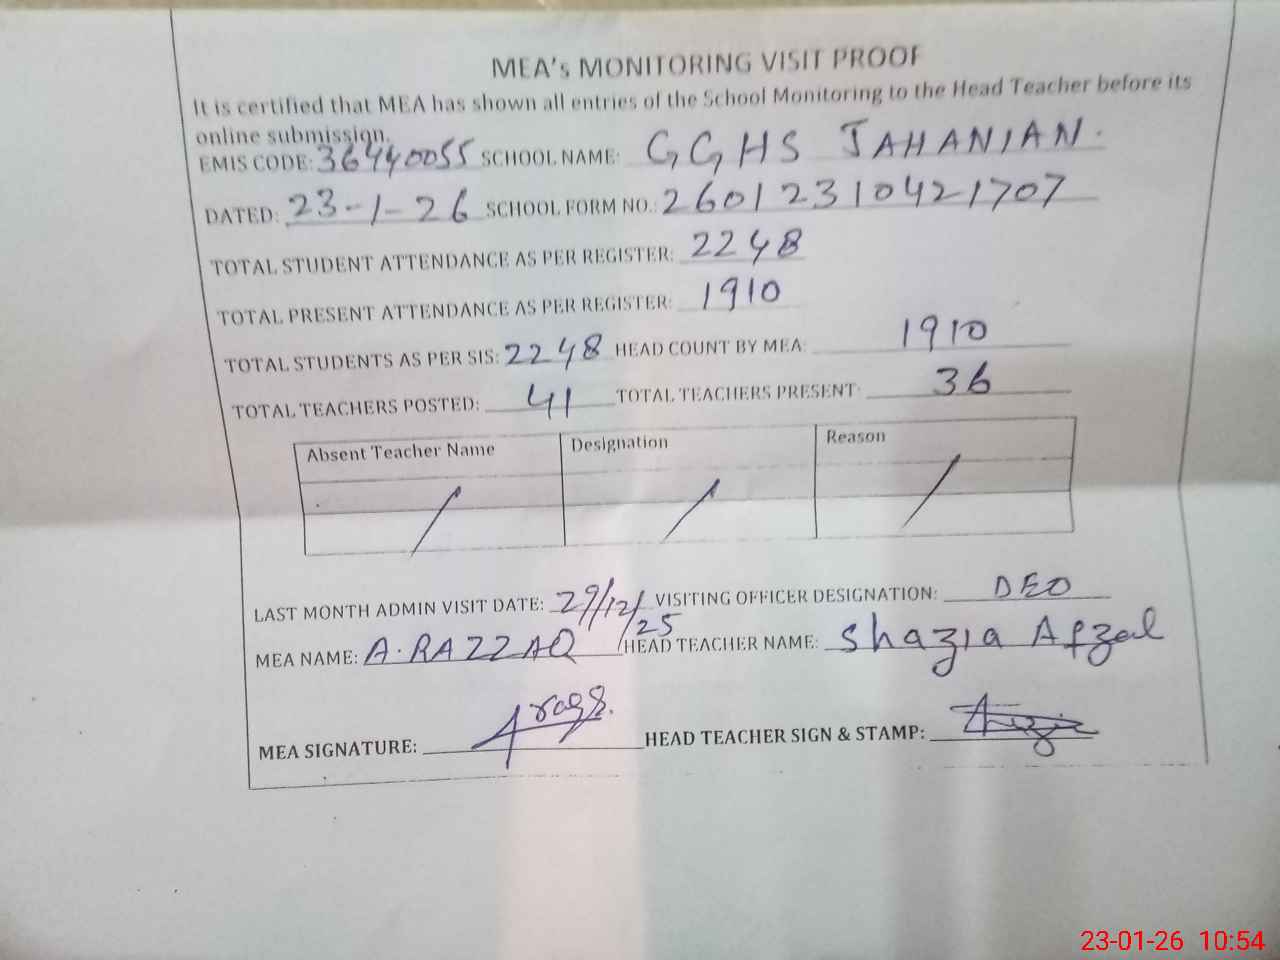 MEA's MONITORING VISIT PROOF
It is certified that MEA has shown all entries of the School Monitoring to the Head Teacher before its
online submission.
EMIS CODE: 36440055 SCHOOL NAME: GGHS JAHANIAN.
DATED: 23-1-26 SCHOOL FORM NO.: 26012310421707
TOTAL STUDENT ATTENDANCE AS PER REGISTER: 2248
TOTAL PRESENT ATTENDANCE AS PER REGISTER: 1910
TOTAL STUDENTS AS PER SIS: 2248 HEAD COUNT BY MEA: 1910
TOTAL TEACHERS POSTED: 41 TOTAL TEACHERS PRESENT: 36
Absent Teacher Name Designation Reason
/ / /
LAST MONTH ADMIN VISIT DATE: 29/12/25 VISITING OFFICER DESIGNATION: DEO
MEA NAME: A.RAZZAQ HEAD TEACHER NAME: Shazia Afzal
MEA SIGNATURE: HEAD TEACHER SIGN & STAMP:
23-01-26 10:54